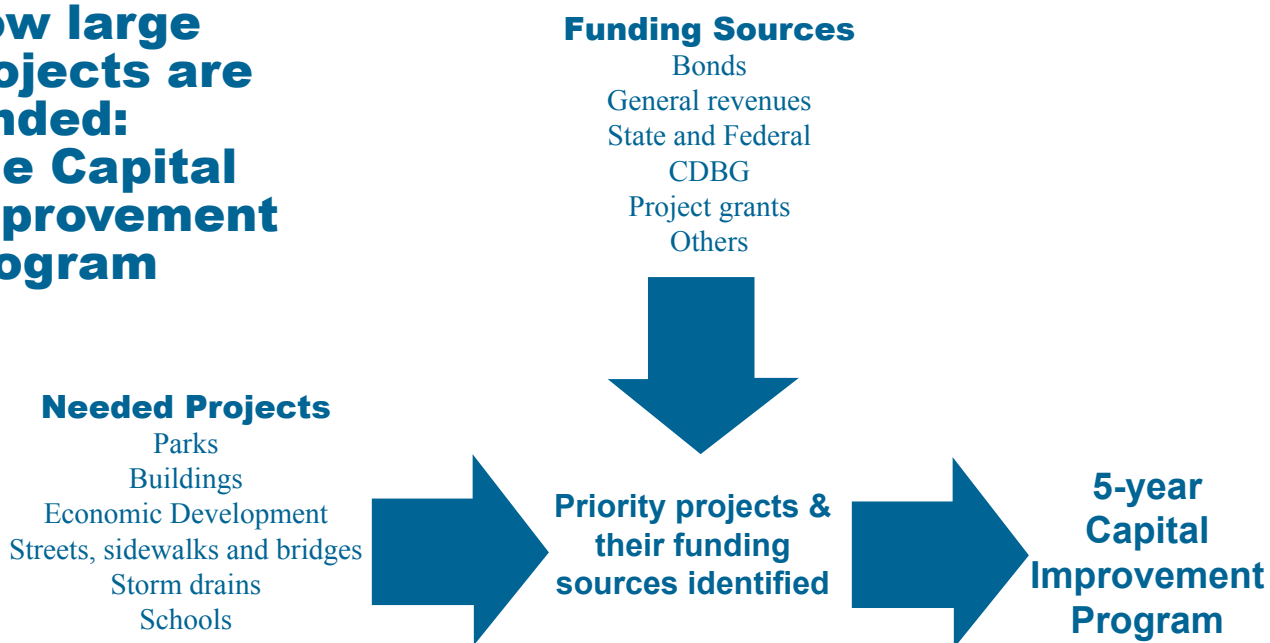 ow large
ojects are
nded:
e Capital
provement
ogram
Funding Sources
Bonds
General revenues
State and Federal
CDBG
Project grants
Others
Needed Projects
Parks
Buildings
Economic Development
Streets, sidewalks and bridges
Storm drains
Schools
Priority projects &
their funding
sources identified
5-year
Capital
Improvement
Program